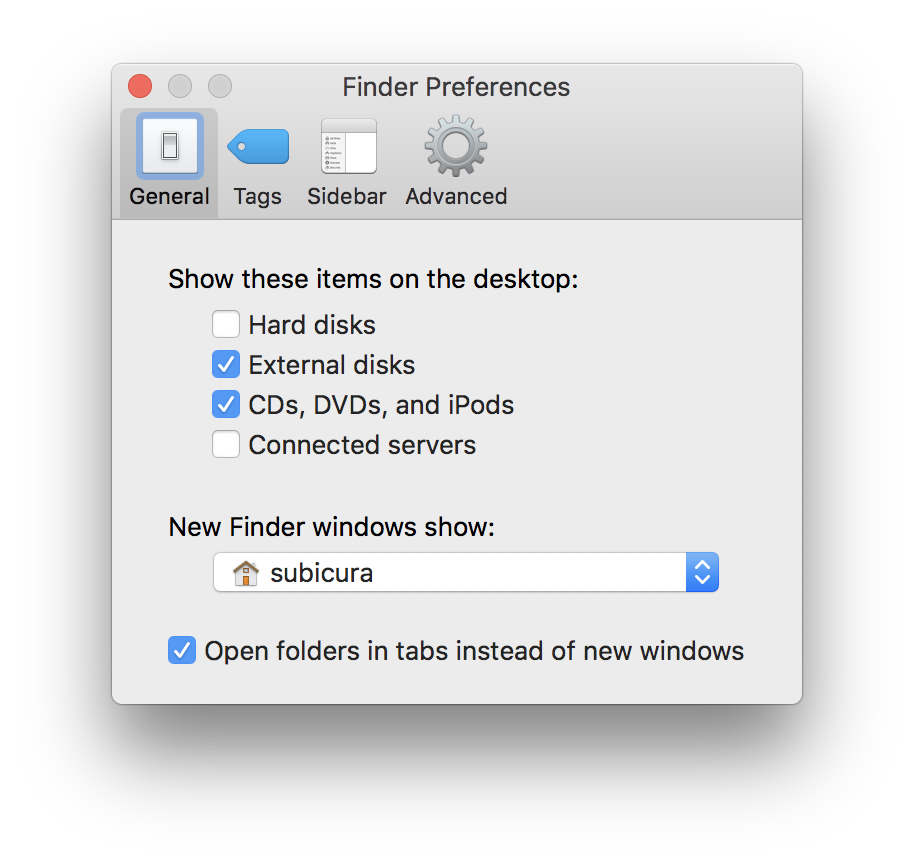 Finder Preferences
General Tags Sidebar Advanced
Show these items on the desktop:
Hard disks
External disks
CDs, DVDs, and iPods
Connected servers
New Finder windows show:
subicura
Open folders in tabs instead of new windows